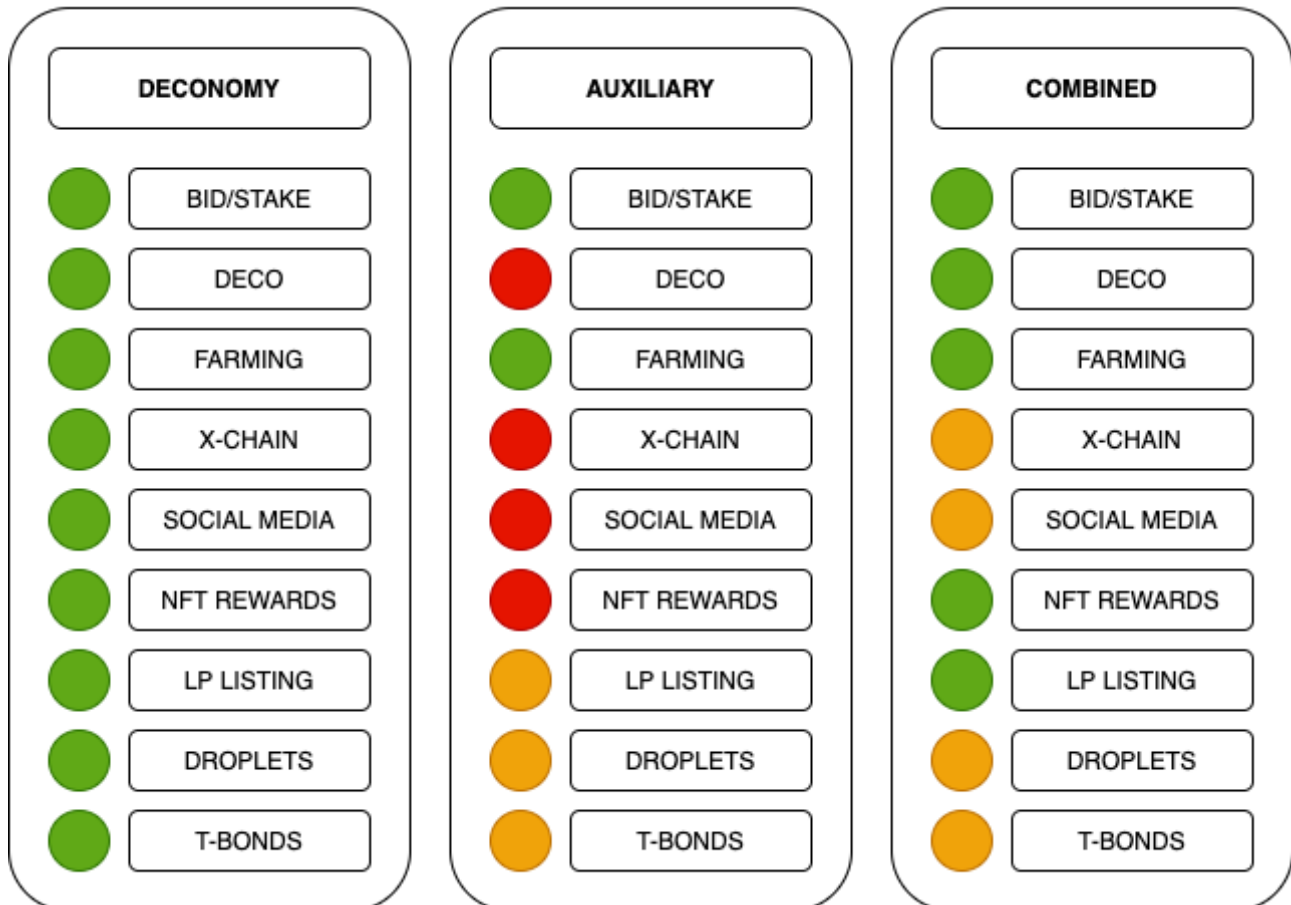 DECONOMY
BID/STAKE
DECO
FARMING
X-CHAIN
SOCIAL MEDIA
NFT REWARDS
LP LISTING
DROPLETS
T-BONDS
AUXILIARY
BID/STAKE
DECO
FARMING
X-CHAIN
SOCIAL MEDIA
NFT REWARDS
LP LISTING
DROPLETS
T-BONDS
COMBINED
BID/STAKE
DECO
FARMING
X-CHAIN
SOCIAL MEDIA
NFT REWARDS
LP LISTING
DROPLETS
T-BONDS